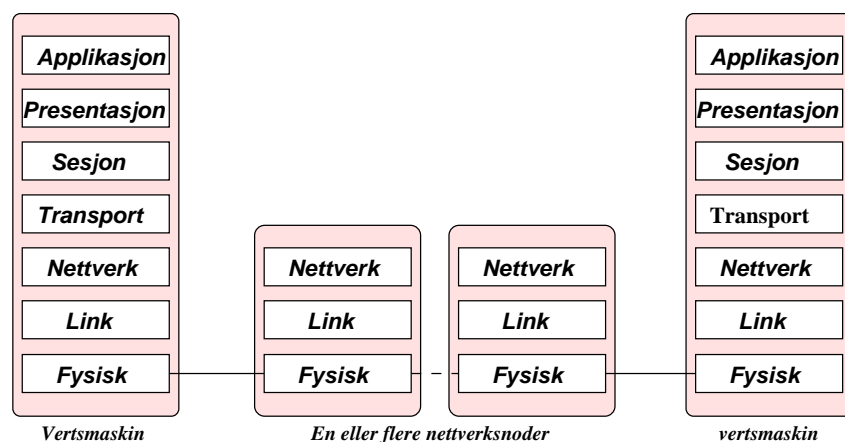 Applikasjon
Presentasjon
Sesjon
Transport
Nettverk
Link
Fysisk
Vertsmaskin
Nettverk
Link
Fysisk
Nettverk
Link
Fysisk
En eller flere nettverksnoder
Applikasjon
Presentasjon
Sesjon
Transport
Nettverk
Link
Fysisk
vertsmaskin